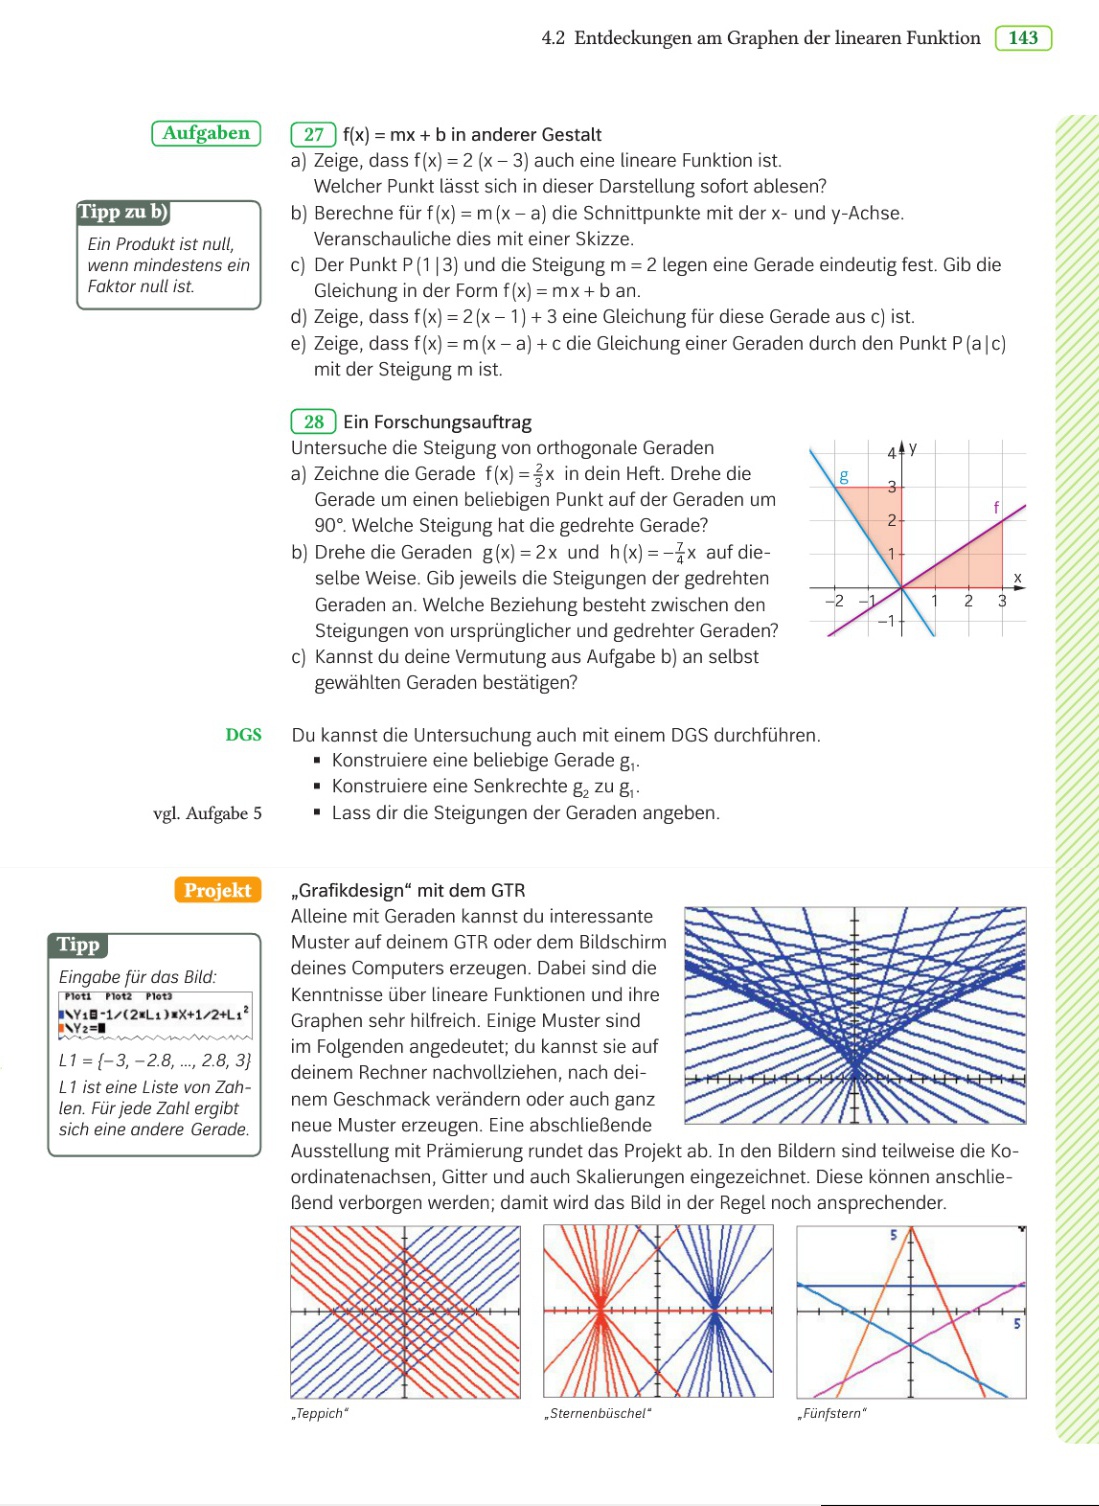 4.2 Entdeckungen am Graphen der linearen Funktion 143
Aufgaben
27 f(x) = mx + b in anderer Gestalt
a) Zeige, dass f(x) = 2 (x – 3) auch eine lineare Funktion ist.
Welcher Punkt lässt sich in dieser Darstellung sofort ablesen?
Tipp zu b)
Ein Produkt ist null,
wenn mindestens ein
Faktor null ist.
b) Berechne für f(x) = m (x – a) die Schnittpunkte mit der x- und y-Achse.
Veranschauliche dies mit einer Skizze.
c) Der Punkt P (1|3) und die Steigung m = 2 legen eine Gerade eindeutig fest. Gib die
Gleichung in der Form f(x) = mx + b an.
d) Zeige, dass f(x) = 2(x – 1) + 3 eine Gleichung für diese Gerade aus c) ist.
e) Zeige, dass f(x) = m (x – a) + c die Gleichung einer Geraden durch den Punkt P (a|c)
mit der Steigung m ist.
28 Ein Forschungsauftrag
Untersuche die Steigung von orthogonale Geraden
a) Zeichne die Gerade f(x) = 2/3 x in dein Heft. Drehe die
Gerade um einen beliebigen Punkt auf der Geraden um
90°. Welche Steigung hat die gedrehte Gerade?
b) Drehe die Geraden g(x) = 2x und h(x) = –7/4 x auf die-
selbe Weise. Gib jeweils die Steigungen der gedrehten
Geraden an. Welche Beziehung besteht zwischen den
Steigungen von ursprünglicher und gedrehter Geraden?
c) Kannst du deine Vermutung aus Aufgabe b) an selbst
gewählten Geraden bestätigen?
4 y
g
3
f
2
1
x
–2 –1 1 2 3
–1
DGS
Du kannst die Untersuchung auch mit einem DGS durchführen.
▪ Konstruiere eine beliebige Gerade g₁.
▪ Konstruiere eine Senkrechte g₂ zu g₁.
vgl. Aufgabe 5
▪ Lass dir die Steigungen der Geraden angeben.
Projekt
„Grafikdesign“ mit dem GTR
Alleine mit Geraden kannst du interessante
Muster auf deinem GTR oder dem Bildschirm
deines Computers erzeugen. Dabei sind die
Kenntnisse über lineare Funktionen und ihre
Graphen sehr hilfreich. Einige Muster sind
im Folgenden angedeutet; du kannst sie auf
deinem Rechner nachvollziehen, nach dei-
nem Geschmack verändern oder auch ganz
neue Muster erzeugen. Eine abschließende
Ausstellung mit Prämierung rundet das Projekt ab. In den Bildern sind teilweise die Ko-
ordinatenachsen, Gitter und auch Skalierungen eingezeichnet. Diese können anschlie-
ßend verborgen werden; damit wird das Bild in der Regel noch ansprechender.
Tipp
Eingabe für das Bild:
Plot1 Plot2 Plot3
\Y₁=-1/(2*L₁)*X+1/2+L₁²
\Y₂=
L1 = {–3, –2.8, ..., 2.8, 3}
L1 ist eine Liste von Zah-
len. Für jede Zahl ergibt
sich eine andere Gerade.
5
5
„Teppich“
„Sternenbüschel“
„Fünfstern“